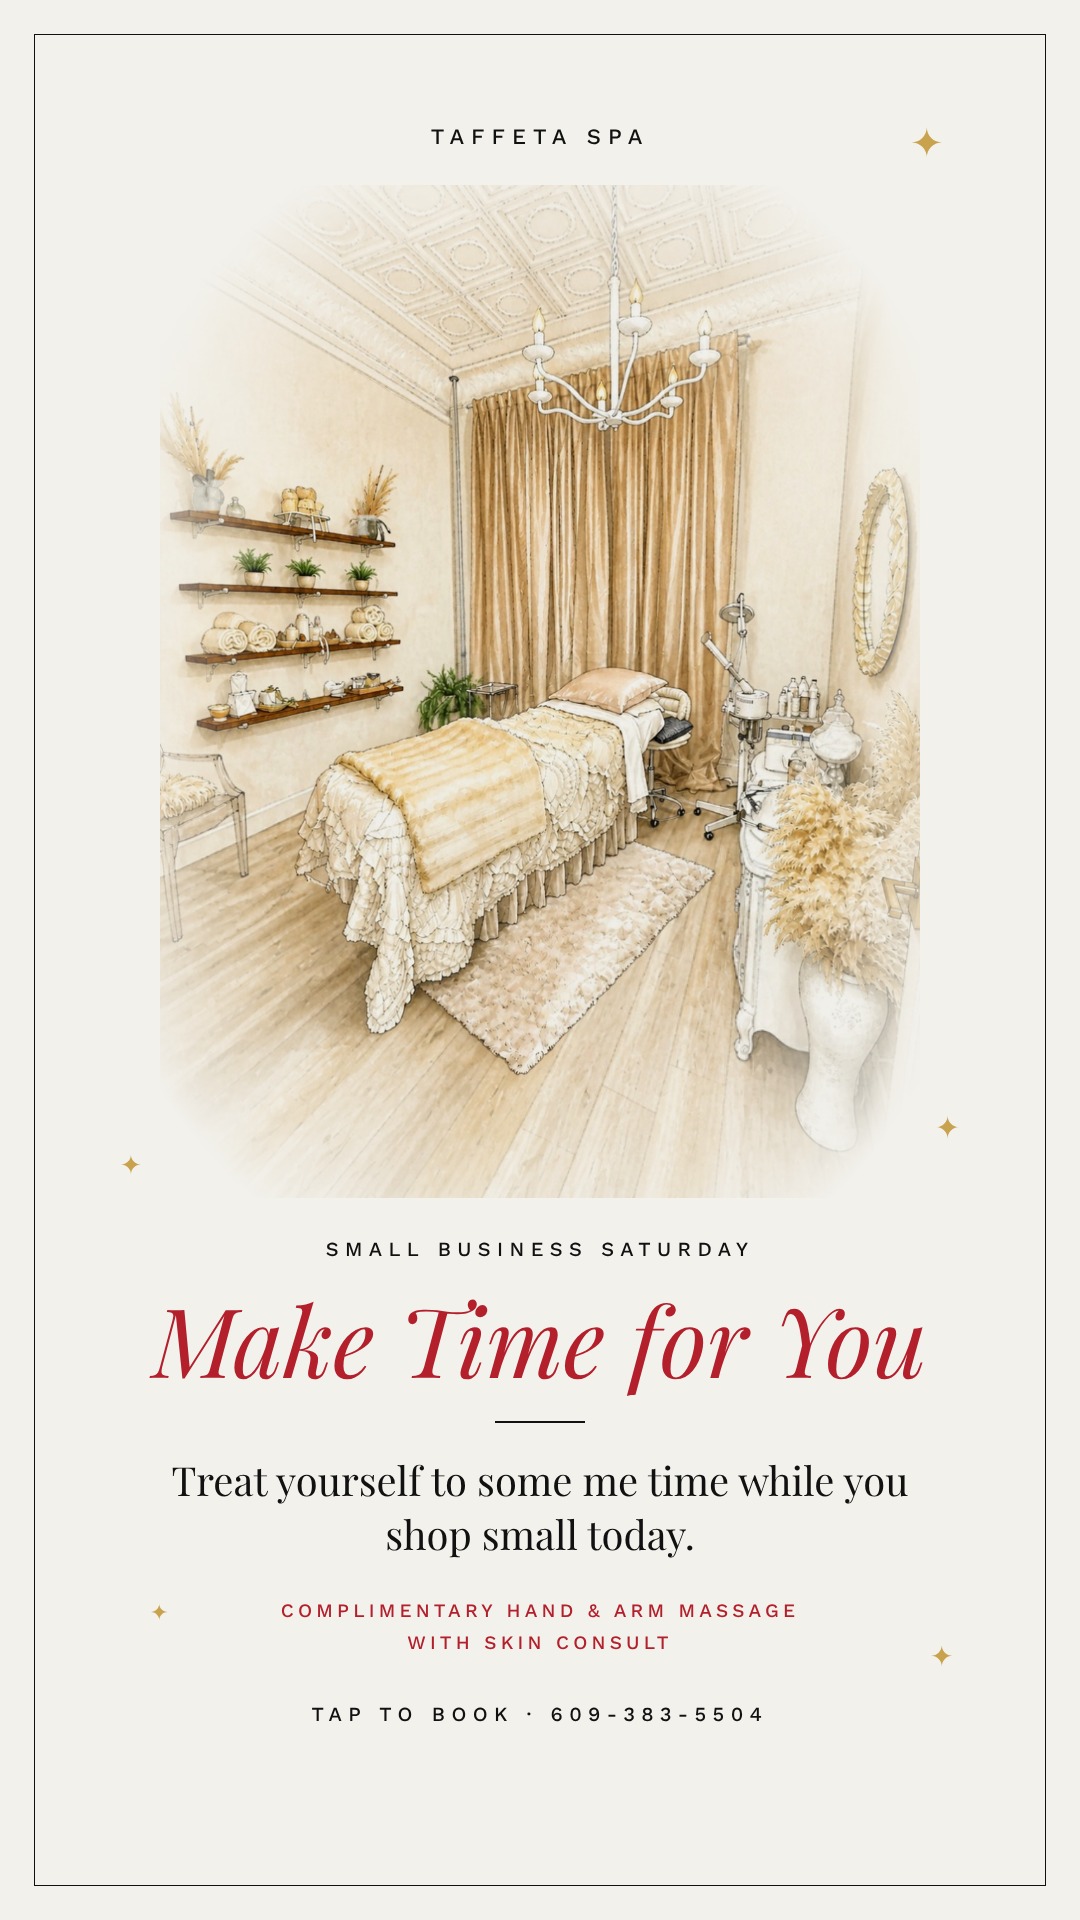 TAFFETA SPA
SMALL BUSINESS SATURDAY
Make Time for You
Treat yourself to some me time while you
shop small today.
COMPLIMENTARY HAND & ARM MASSAGE
WITH SKIN CONSULT
TAP TO BOOK · 609-383-5504